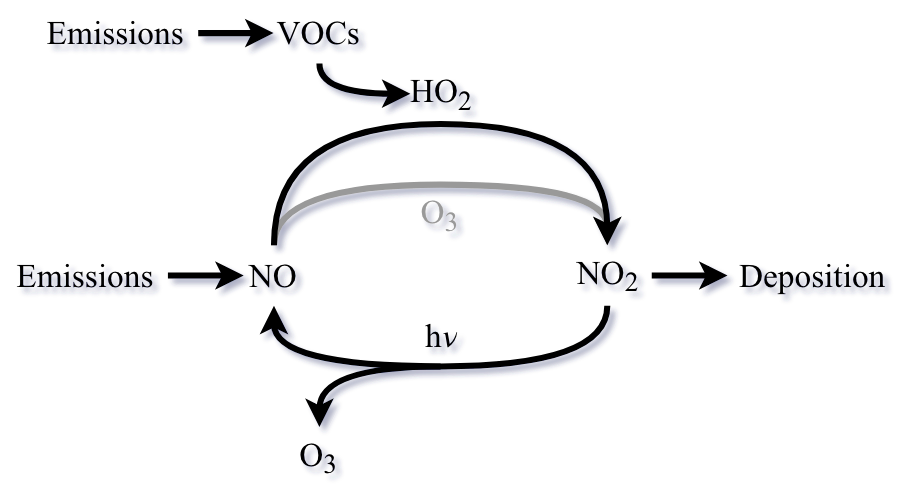 Emissions VOCs
HO₂
O₃
Emissions NO NO₂ Deposition
hν
O₃